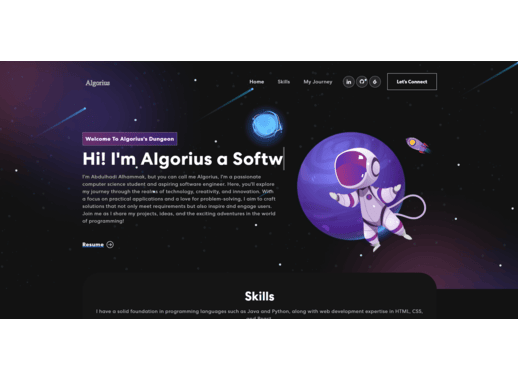 Algorius
Home
Skills
My Journey
in
Let's Connect
Welcome To Algorius's Dungeon
Hi! I'm Algorius a Softw
I'm Abdulhadi Alhammak, but you can call me Algorius, I'm a passionate
computer science student and aspiring software engineer. Here, you'll explore
my journey through the realms of technology, creativity, and innovation. With
a focus on practical applications and a love for problem-solving, I aim to craft
solutions that not only meet requirements but also inspire and engage users.
Join me as I share my projects, ideas, and the exciting adventures in the world
of programming!
Resume
Skills
I have a solid foundation in programming languages such as Java and Python, along with web development expertise in HTML, CSS,